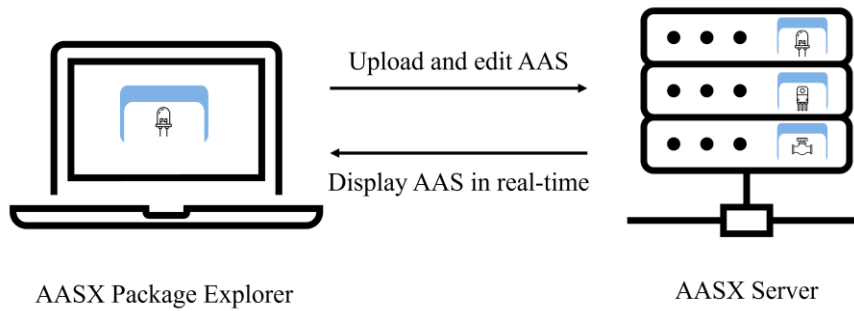 Upload and edit AAS
Display AAS in real-time
AASX Package Explorer
AASX Server